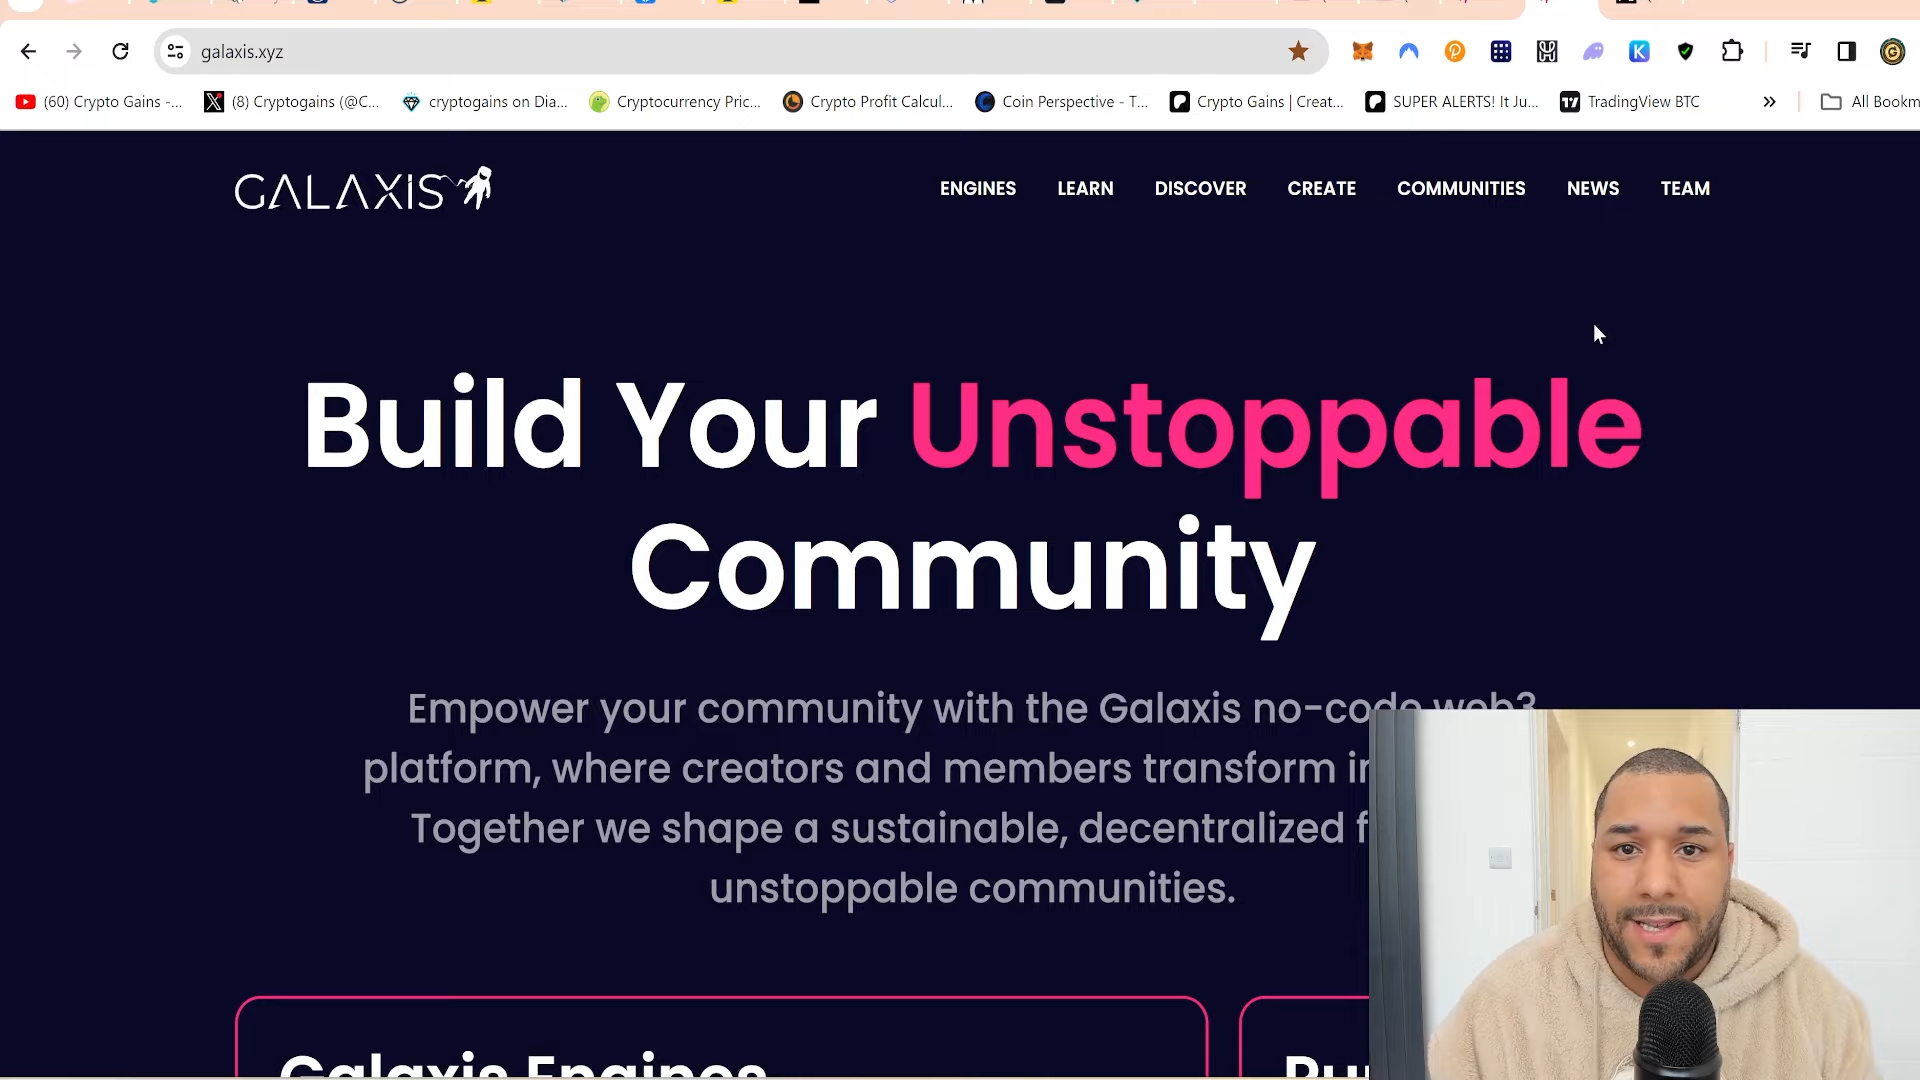 galaxis.xyz
(60) Crypto Gains -...
(8) Cryptogains (@C...
cryptogains on Dia...
Cryptocurrency Pric...
Crypto Profit Calcul...
Coin Perspective - T...
Crypto Gains | Creat...
SUPER ALERTS! It Ju...
TradingView BTC
All Bookm
GALAXIS
ENGINES
LEARN
DISCOVER
CREATE
COMMUNITIES
NEWS
TEAM
Build Your Unstoppable
Community
Empower your community with the Galaxis no-code web3
platform, where creators and members transform
Together we shape a sustainable, decentralized
unstoppable communities.
Galaxis Engines